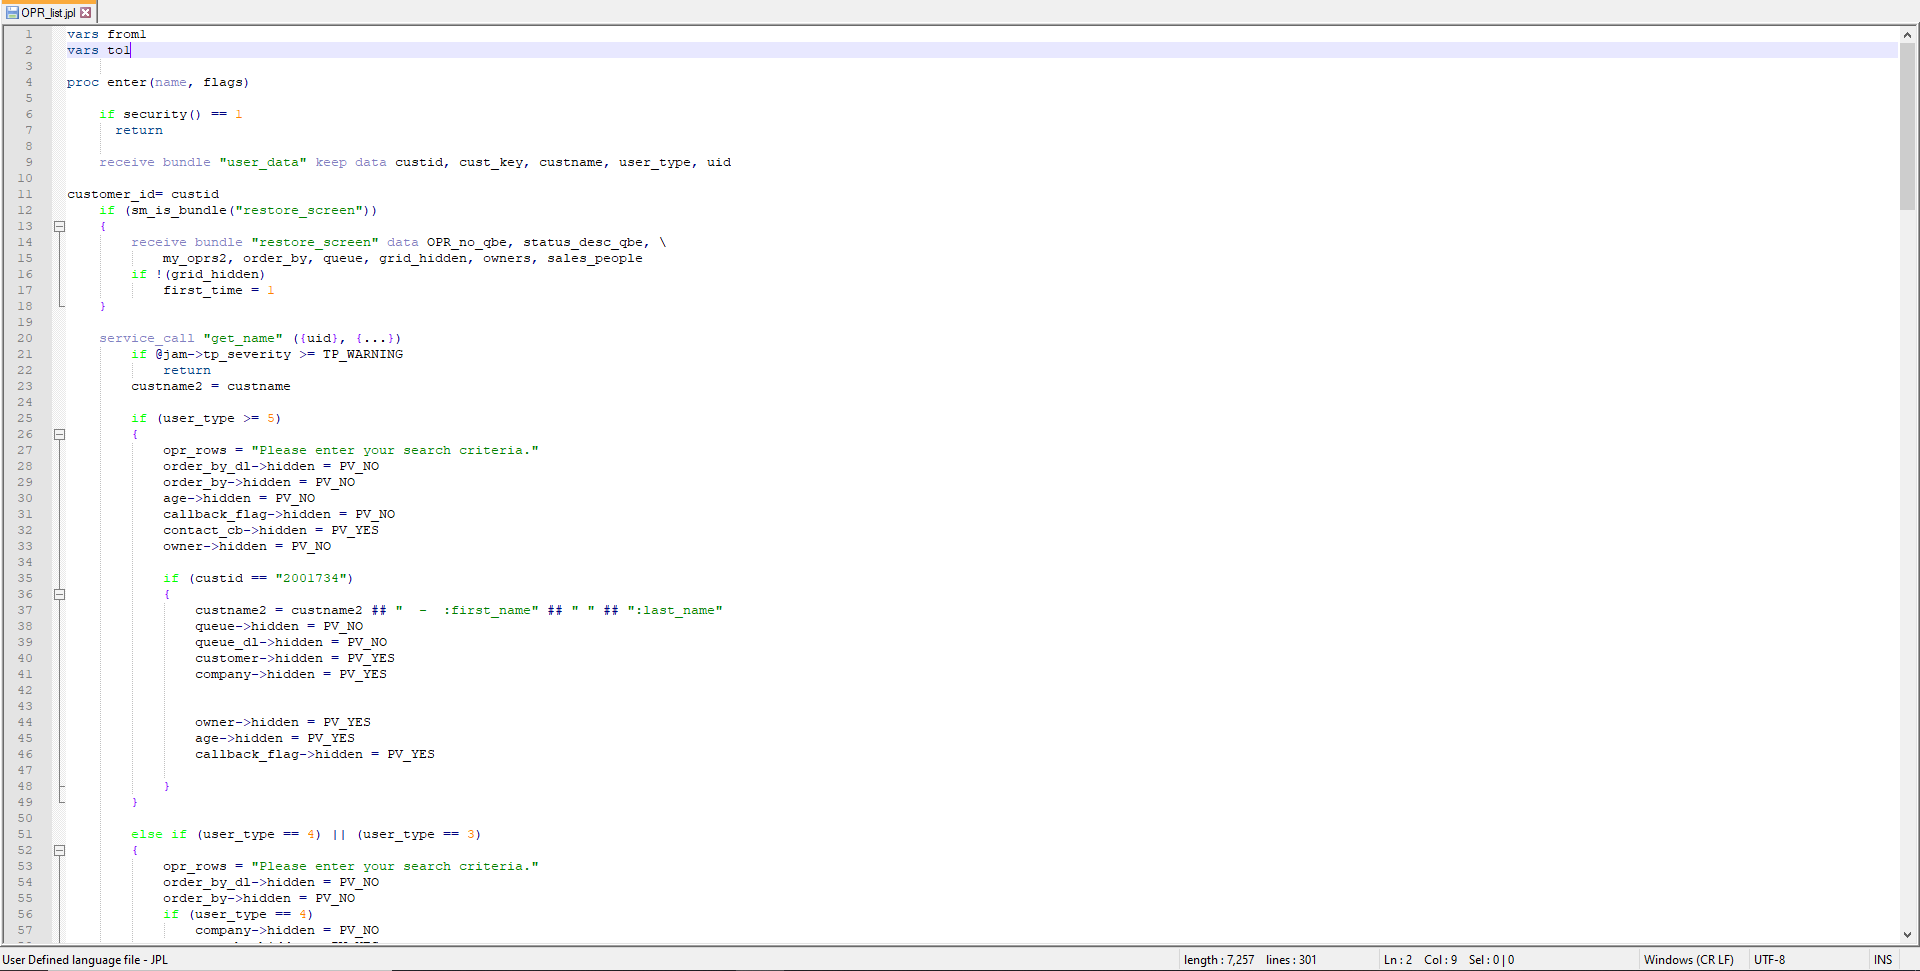 OPR_list.jpl
1 vars from1
2 vars to1
3
4 proc enter(name, flags)
5
6 if security() == 1
7 return
8
9 receive bundle "user_data" keep data custid, cust_key, custname, user_type, uid
10
11 customer_id= custid
12 if (sm_is_bundle("restore_screen"))
13 {
14 receive bundle "restore_screen" data OPR_no_qbe, status_desc_qbe, \
15 my_oprs2, order_by, queue, grid_hidden, owners, sales_people
16 if !(grid_hidden)
17 first_time = 1
18 }
19
20 service_call "get_name" ({uid}, {...})
21 if @jam->tp_severity >= TP_WARNING
22 return
23 custname2 = custname
24
25 if (user_type >= 5)
26 {
27 opr_rows = "Please enter your search criteria."
28 order_by_dl->hidden = PV_NO
29 order_by->hidden = PV_NO
30 age->hidden = PV_NO
31 callback_flag->hidden = PV_NO
32 contact_cb->hidden = PV_YES
33 owner->hidden = PV_NO
34
35 if (custid == "2001734")
36 {
37 custname2 = custname2 ## "  -  :first_name" ## " " ## ":last_name"
38 queue->hidden = PV_NO
39 queue_dl->hidden = PV_NO
40 customer->hidden = PV_YES
41 company->hidden = PV_YES
42
43
44 owner->hidden = PV_YES
45 age->hidden = PV_YES
46 callback_flag->hidden = PV_YES
47
48 }
49 }
50
51 else if (user_type == 4) || (user_type == 3)
52 {
53 opr_rows = "Please enter your search criteria."
54 order_by_dl->hidden = PV_NO
55 order_by->hidden = PV_NO
56 if (user_type == 4)
57 company->hidden = PV_NO
User Defined language file - JPL length : 7,257 lines : 301 Ln : 2 Col : 9 Sel : 0 | 0 Windows (CR LF) UTF-8 INS